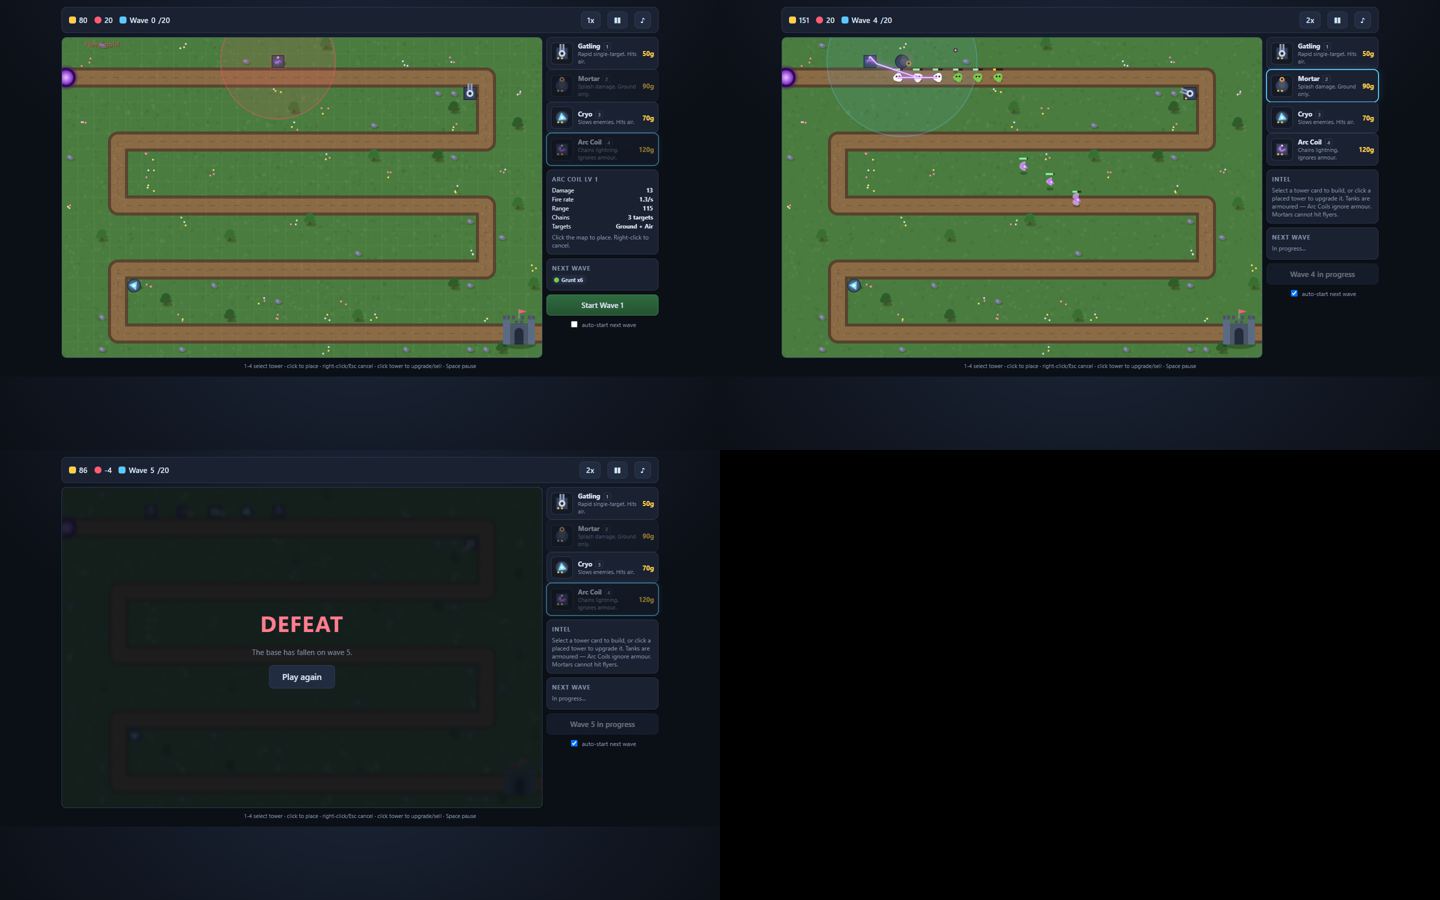 80 20 Wave 0 /20 1x
Gatling 1
Rapid single-target. Hits air.
50g
Mortar 2
Splash damage. Ground only.
90g
Cryo 3
Slows enemies. Hits air.
70g
Arc Coil 4
Chains lightning. Ignores armour.
120g
ARC COIL LV 1
Damage 13
Fire rate 1.3/s
Range 115
Chains 3 targets
Targets Ground + Air
Click the map to place. Right-click to
cancel.
NEXT WAVE
Grunt x6
Start Wave 1
auto-start next wave
1-4 select tower · click to place · right-click/Esc cancel · click tower to upgrade/sell · Space pause
151 20 Wave 4 /20 2x
Gatling 1
Rapid single-target. Hits air.
50g
Mortar 2
Splash damage. Ground only.
90g
Cryo 3
Slows enemies. Hits air.
70g
Arc Coil 4
Chains lightning. Ignores armour.
120g
INTEL
Select a tower card to build, or click a
placed tower to upgrade it. Tanks are
armoured — Arc Coils ignore armour.
Mortars cannot hit flyers.
NEXT WAVE
In progress...
Wave 4 in progress
auto-start next wave
1-4 select tower · click to place · right-click/Esc cancel · click tower to upgrade/sell · Space pause
86 -4 Wave 5 /20 2x
DEFEAT
The base has fallen on wave 5.
Play again
Gatling 1
Rapid single-target. Hits air.
50g
Mortar 2
Splash damage. Ground only.
90g
Cryo 3
Slows enemies. Hits air.
70g
Arc Coil 4
Chains lightning. Ignores armour.
120g
INTEL
Select a tower card to build, or click a
placed tower to upgrade it. Tanks are
armoured — Arc Coils ignore armour.
Mortars cannot hit flyers.
NEXT WAVE
In progress...
Wave 5 in progress
auto-start next wave
1-4 select tower · click to place · right-click/Esc cancel · click tower to upgrade/sell · Space pause